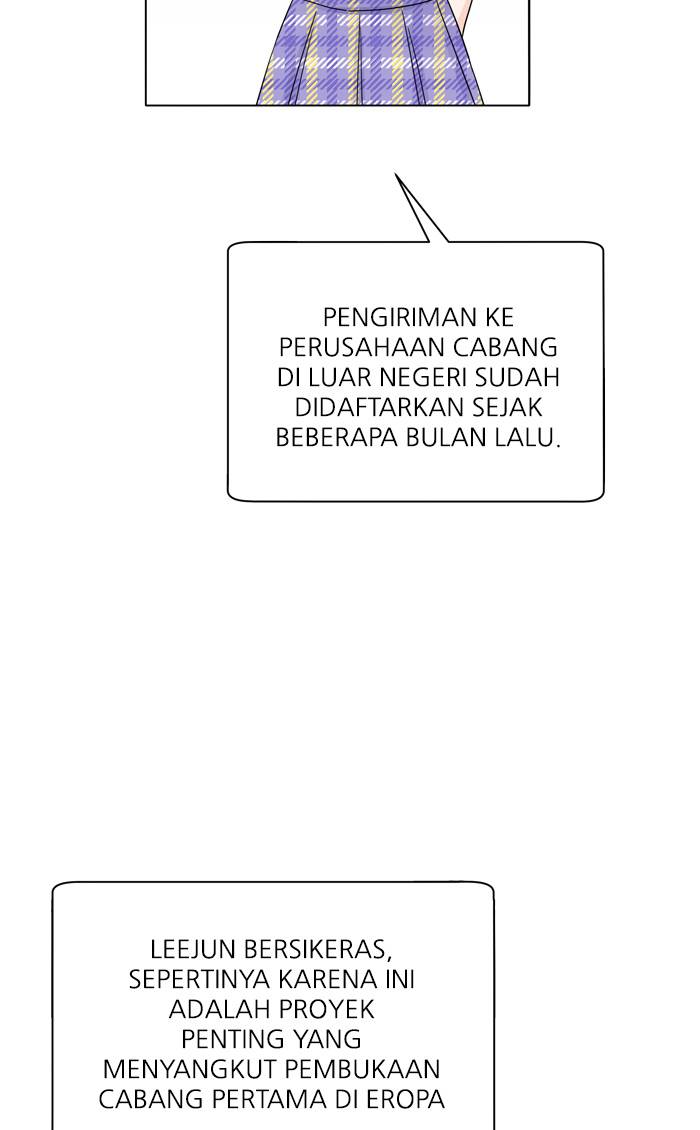 PENGIRIMAN KE
PERUSAHAAN CABANG
DI LUAR NEGERI SUDAH
DIDAFTARKAN SEJAK
BEBERAPA BULAN LALU.
LEEJUN BERSIKERAS,
SEPERTINYA KARENA INI
ADALAH PROYEK
PENTING YANG
MENYANGKUT PEMBUKAAN
CABANG PERTAMA DI EROPA